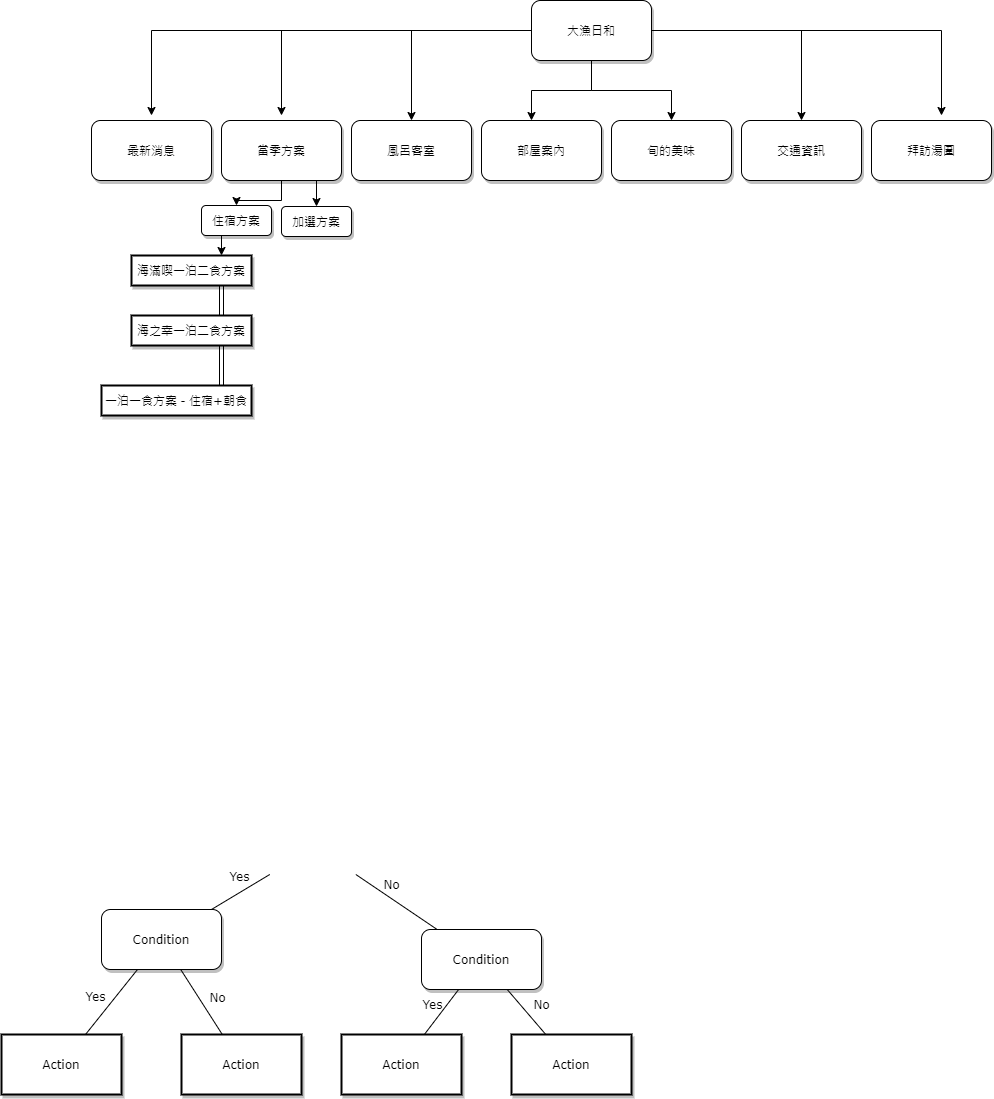 大漁日和
最新消息
當季方案
風呂客室
部屋案內
旬的美味
交通資訊
拜訪湯圍
住宿方案
加選方案
海滿喫一泊二食方案
海之幸一泊二食方案
一泊一食方案 - 住宿+朝食
Yes
No
Condition
Condition
Yes
No
Yes
No
Action
Action
Action
Action